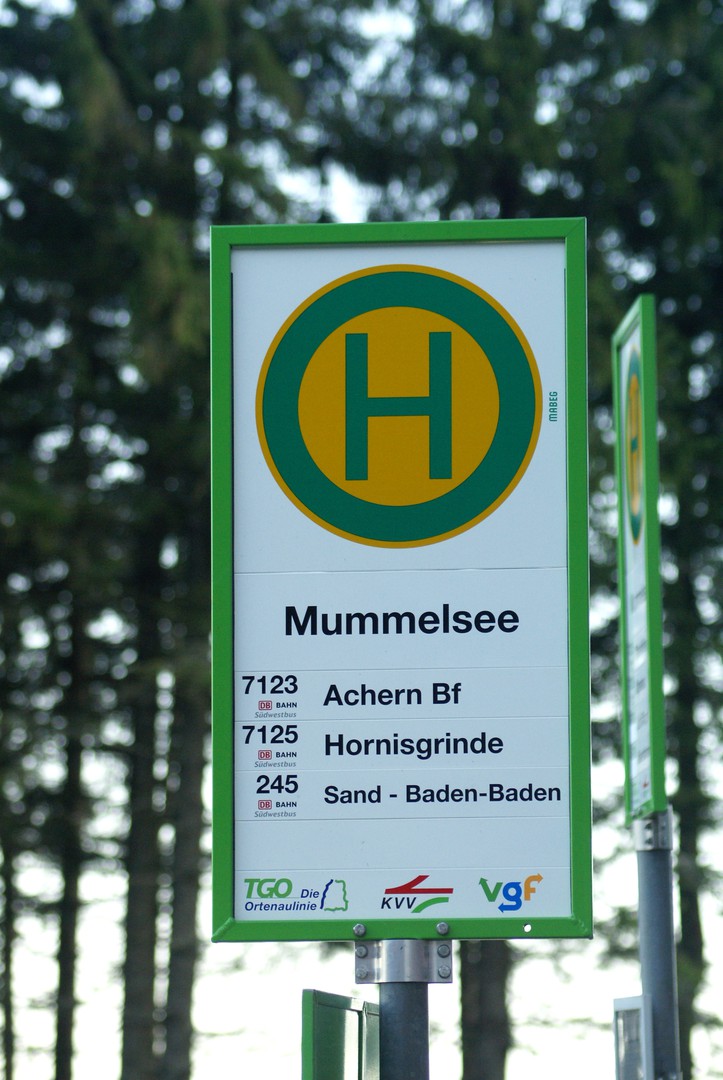 H
MABEG
Mummelsee
7123 Achern Bf
DB BAHN
Südwestbus
7125 Hornisgrinde
DB BAHN
Südwestbus
245 Sand - Baden-Baden
DB BAHN
Südwestbus
TGO Die
Ortenaulinie
KVV
vgf